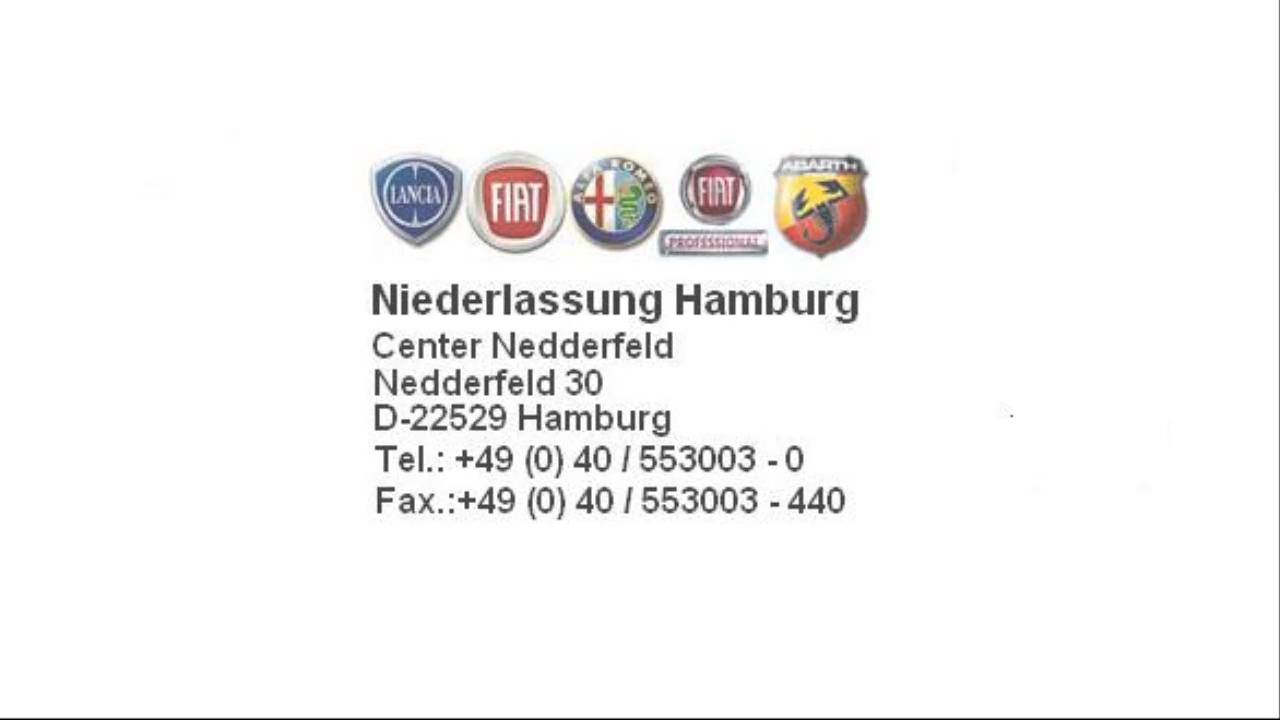 LANCIA FIAT ALFA ROMEO FIAT ABARTH
PROFESSIONAL
Niederlassung Hamburg
Center Nedderfeld
Nedderfeld 30
D-22529 Hamburg
Tel.: +49 (0) 40 / 553003 - 0
Fax.:+49 (0) 40 / 553003 - 440